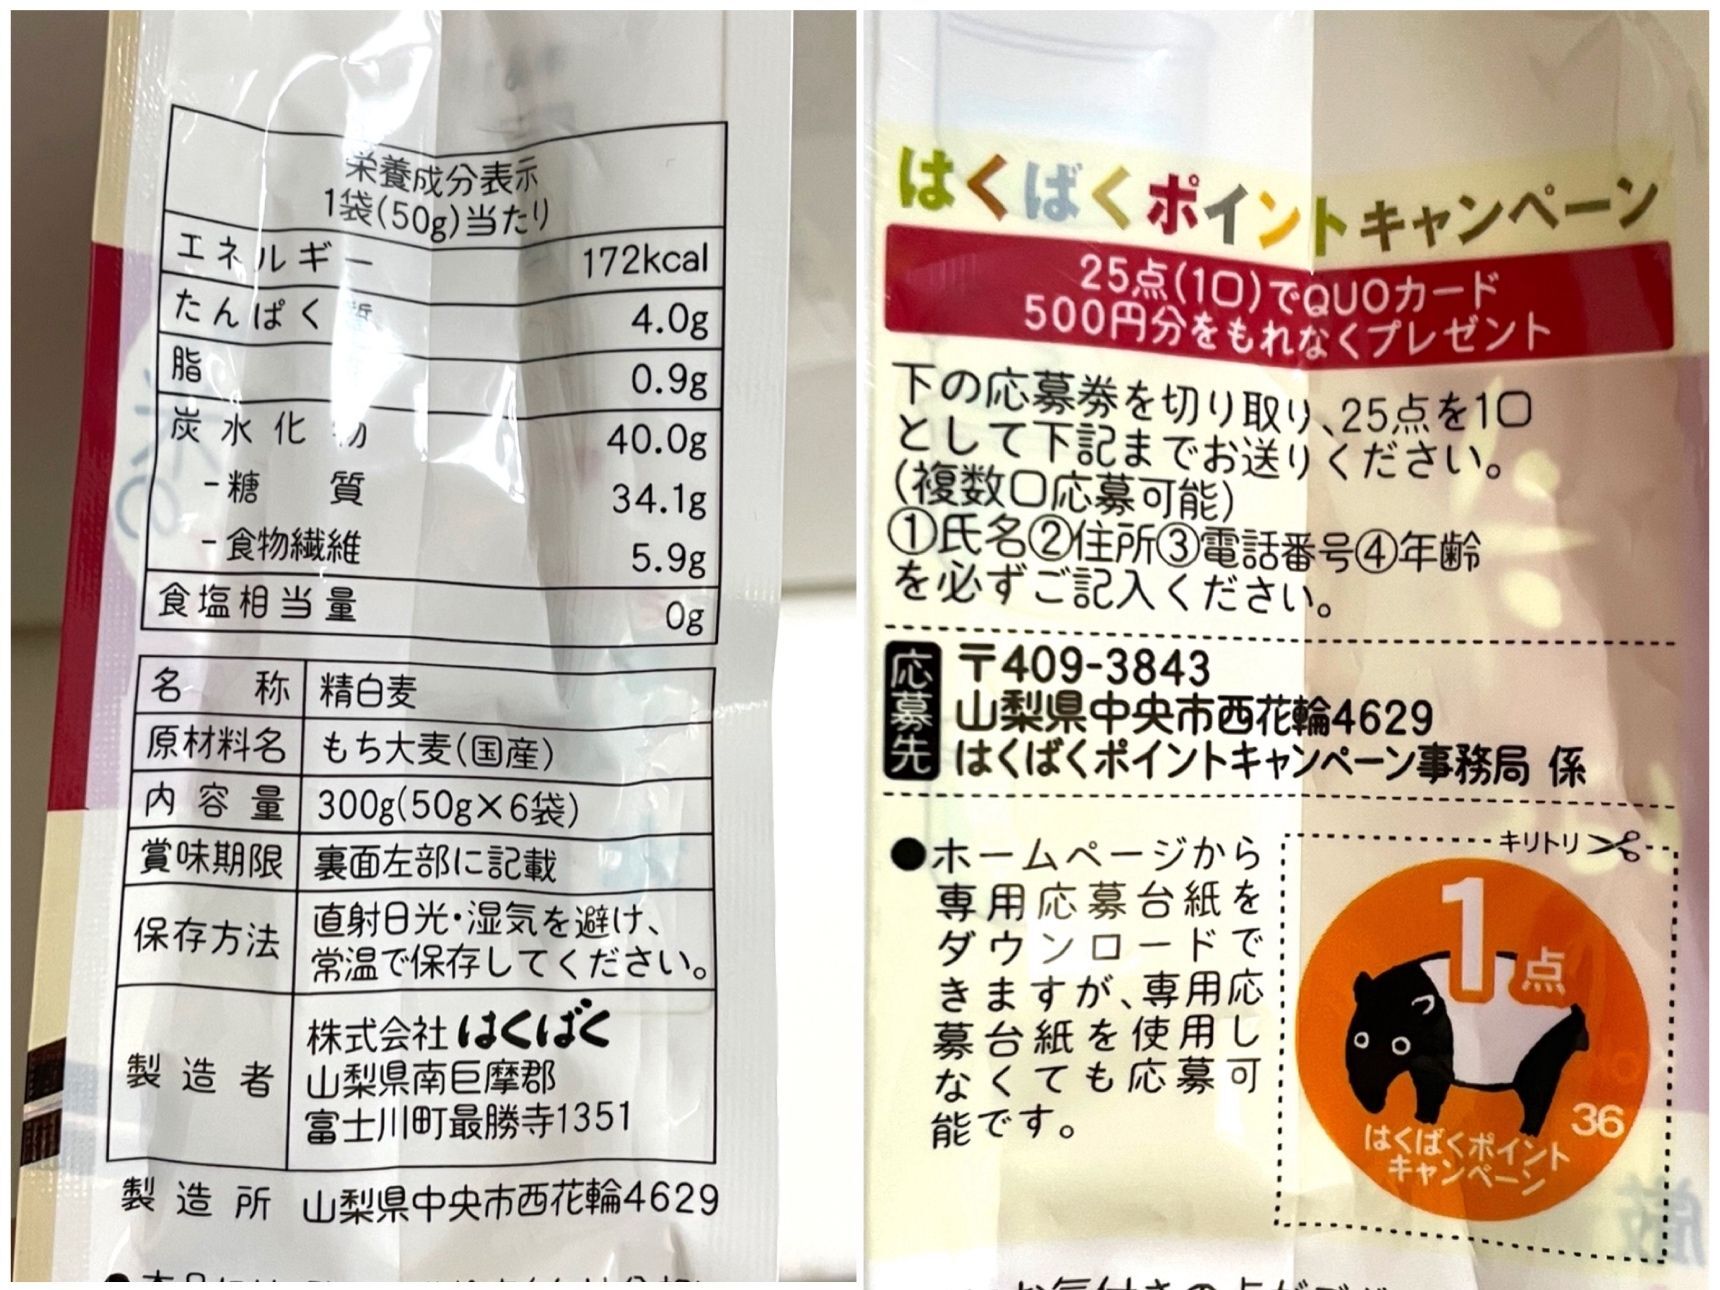 栄養成分表示
1袋(50g)当たり
エネルギー 172kcal
たんぱく質 4.0g
脂 0.9g
炭水化物 40.0g
-糖質 34.1g
-食物繊維 5.9g
食塩相当量 0g
名称 精白麦
原材料名 もち大麦(国産)
内容量 300g(50g×6袋)
賞味期限 裏面左部に記載
保存方法 直射日光・湿気を避け、
常温で保存してください。
製造者 株式会社はくばく
山梨県南巨摩郡
富士川町最勝寺1351
製造所 山梨県中央市西花輪4629
はくばくポイントキャンペーン
25点(1口)でQUOカード
500円分をもれなくプレゼント
下の応募券を切り取り、25点を1口
として下記までお送りください。
(複数口応募可能)
①氏名②住所③電話番号④年齢
を必ずご記入ください。
応募先
〒409-3843
山梨県中央市西花輪4629
はくばくポイントキャンペーン事務局 係
●ホームページから
専用応募台紙を
ダウンロードで
きますが、専用応
募台紙を使用し
なくても応募可
能です。
キリトリ
1点
36
はくばくポイント
キャンペーン